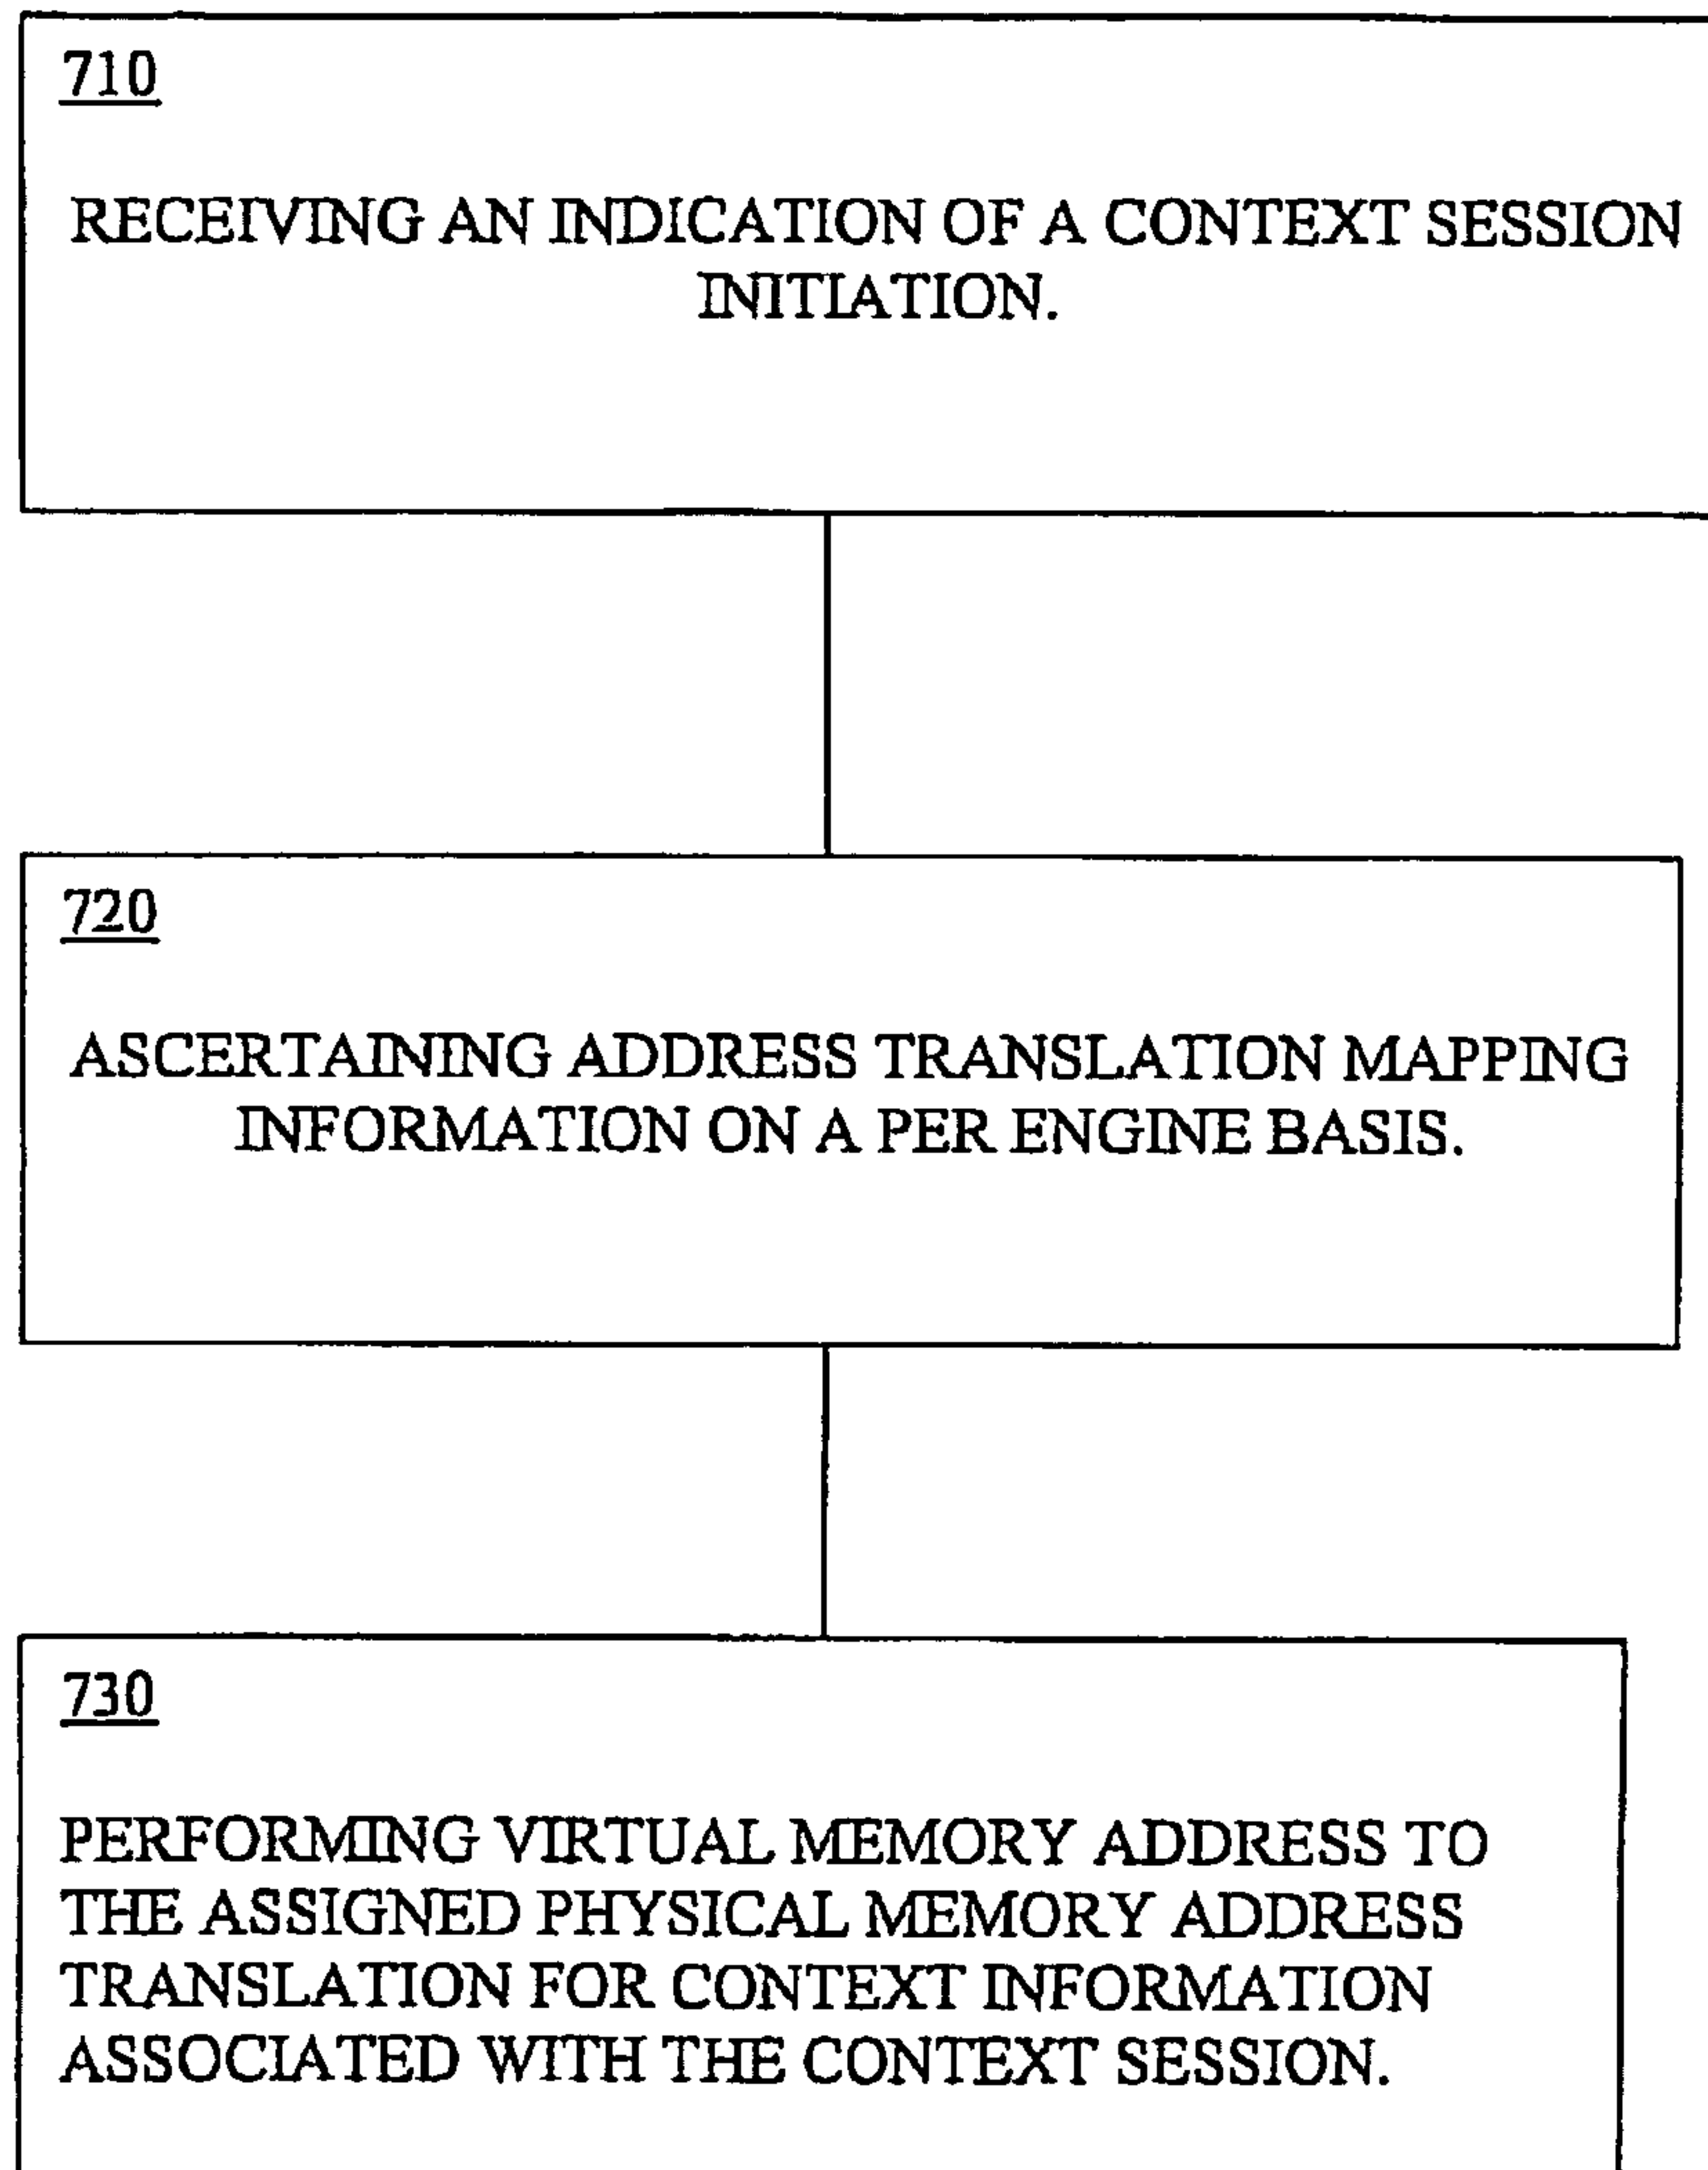 710
RECEIVING AN INDICATION OF A CONTEXT SESSION
INITIATION.
720
ASCERTAINING ADDRESS TRANSLATION MAPPING
INFORMATION ON A PER ENGINE BASIS.
730
PERFORMING VIRTUAL MEMORY ADDRESS TO
THE ASSIGNED PHYSICAL MEMORY ADDRESS
TRANSLATION FOR CONTEXT INFORMATION
ASSOCIATED WITH THE CONTEXT SESSION.